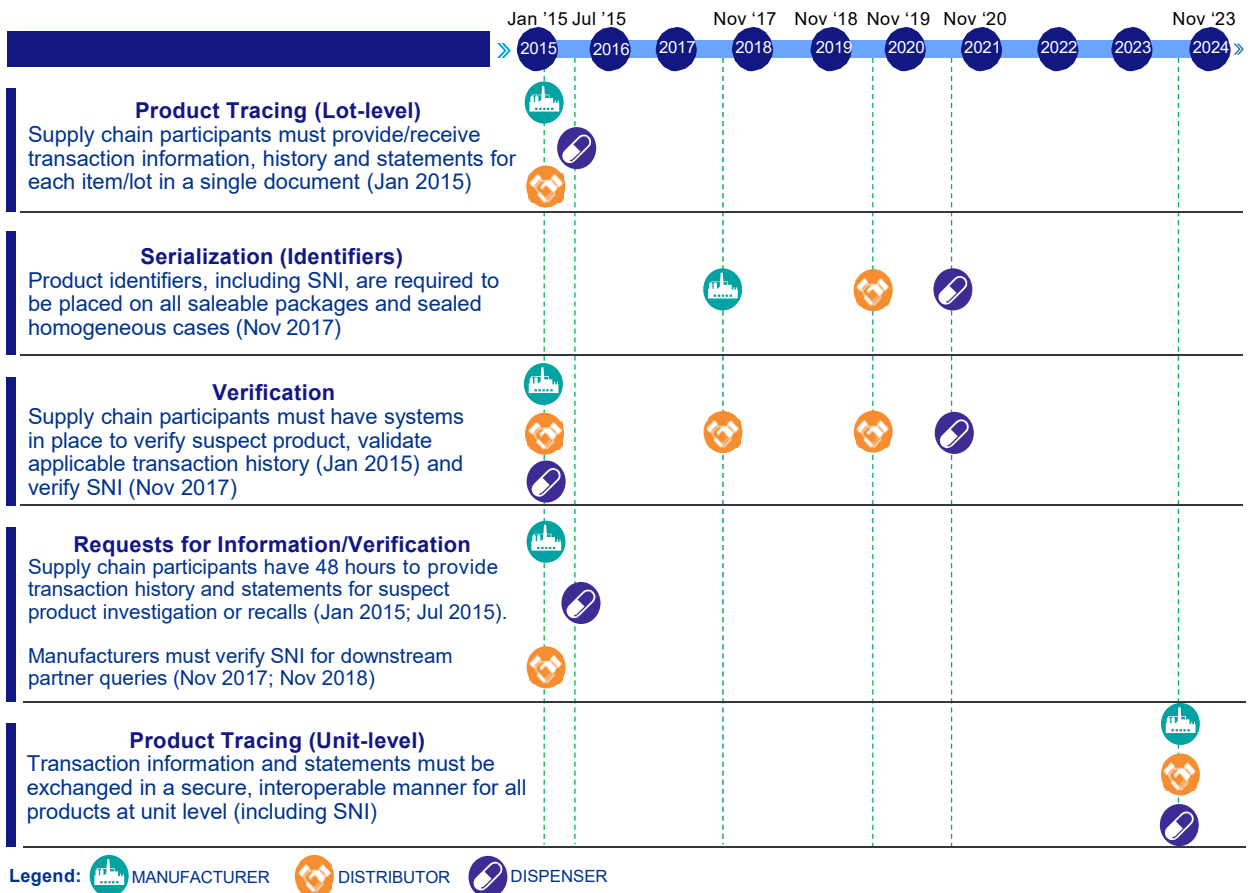 Jan ‘15 Jul ‘15 Nov ‘17 Nov ‘18 Nov ‘19 Nov ‘20 Nov ‘23
2015 2016 2017 2018 2019 2020 2021 2022 2023 2024
Product Tracing (Lot-level)
Supply chain participants must provide/receive
transaction information, history and statements for
each item/lot in a single document (Jan 2015)
Serialization (Identifiers)
Product identifiers, including SNI, are required to
be placed on all saleable packages and sealed
homogeneous cases (Nov 2017)
Verification
Supply chain participants must have systems
in place to verify suspect product, validate
applicable transaction history (Jan 2015) and
verify SNI (Nov 2017)
Requests for Information/Verification
Supply chain participants have 48 hours to provide
transaction history and statements for suspect
product investigation or recalls (Jan 2015; Jul 2015).
Manufacturers must verify SNI for downstream
partner queries (Nov 2017; Nov 2018)
Product Tracing (Unit-level)
Transaction information and statements must be
exchanged in a secure, interoperable manner for all
products at unit level (including SNI)
Legend: MANUFACTURER DISTRIBUTOR DISPENSER